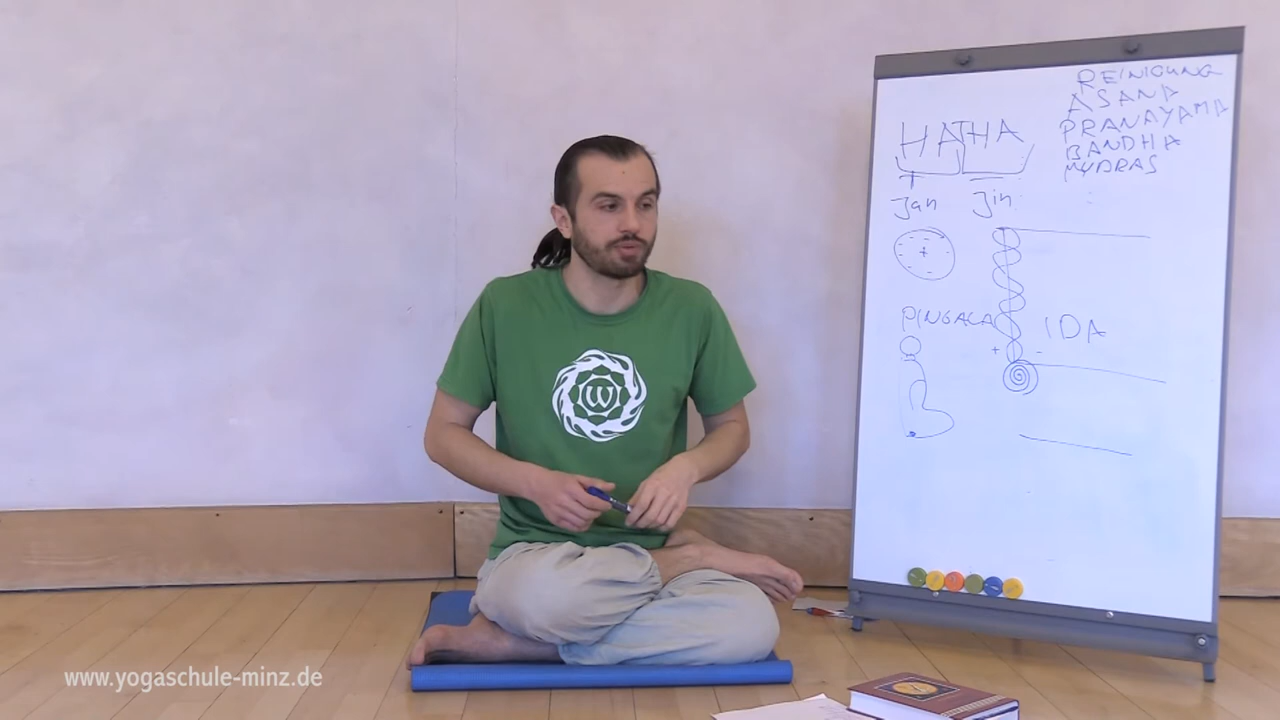 REINIGUNG
ASANA
PRANAYAMA
BANDHA
MUDRAS
HATHA
+
Jan Jin
+
PINGALA IDA
+ -
W
www.yogaschule-minz.de